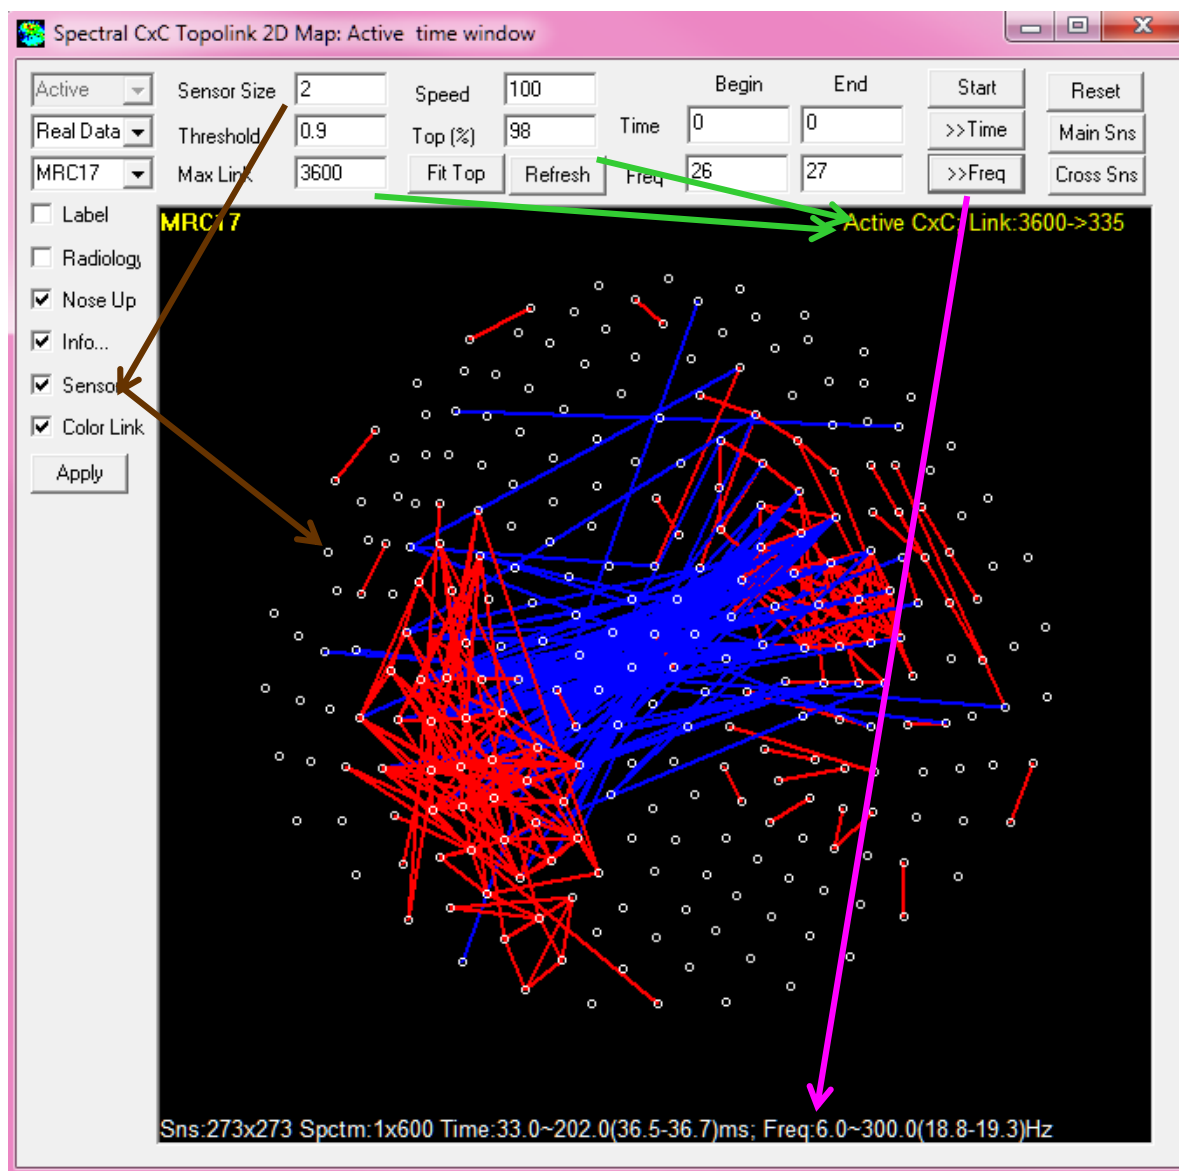 Spectral CxC Topolink 2D Map: Active time window
Active Sensor Size 2 Speed 100 Begin End Start Reset
Real Data Threshold 0.9 Top (%) 98 Time 0 0 >>Time Main Sns
MRC17 Max Link 3600 Fit Top Refresh Freq 26 27 >>Freq Cross Sns
Label
Radiology
Nose Up
Info...
Sensor
Color Link
Apply
MRC17 Active CxC: Link:3600->335
Sns:273x273 Spctm:1x600 Time:33.0~202.0(36.5-36.7)ms; Freq:6.0~300.0(18.8-19.3)Hz